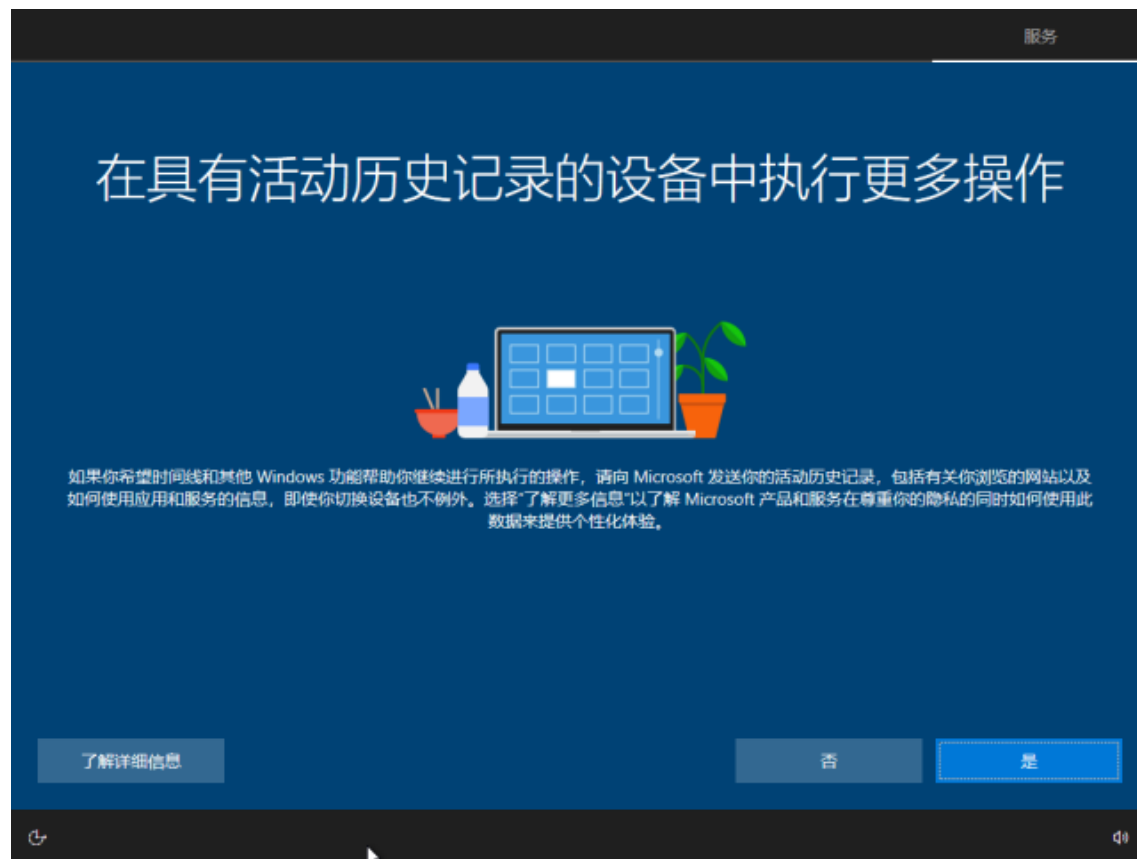 服务
在具有活动历史记录的设备中执行更多操作
如果你希望时间线和其他 Windows 功能帮助你继续进行所执行的操作，请向 Microsoft 发送你的活动历史记录，包括有关你浏览的网站以及
如何使用应用和服务的信息，即使你切换设备也不例外。选择“了解更多信息”以了解 Microsoft 产品和服务在尊重你的隐私的同时如何使用此
数据来提供个性化体验。
了解详细信息
否
是